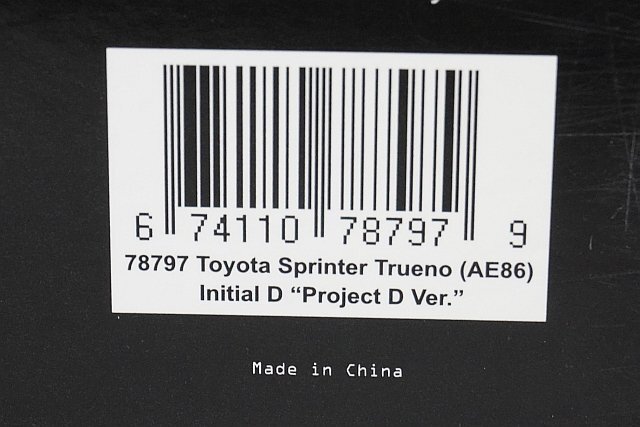 6 74110 78797 9
78797 Toyota Sprinter Trueno (AE86)
Initial D “Project D Ver.”
Made in China